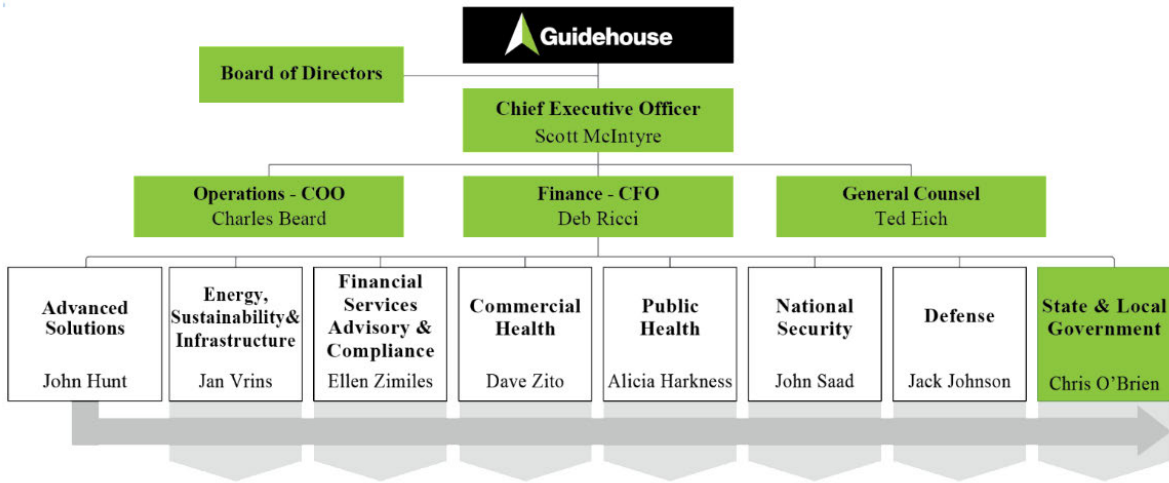 Guidehouse
Board of Directors
Chief Executive Officer
Scott McIntyre
Operations - COO
Charles Beard
Finance - CFO
Deb Ricci
General Counsel
Ted Eich
Advanced
Solutions
John Hunt
Energy,
Sustainability&
Infrastructure
Jan Vrins
Financial
Services
Advisory &
Compliance
Ellen Zimiles
Commercial
Health
Dave Zito
Public
Health
Alicia Harkness
National
Security
John Saad
Defense
Jack Johnson
State & Local
Government
Chris O’Brien